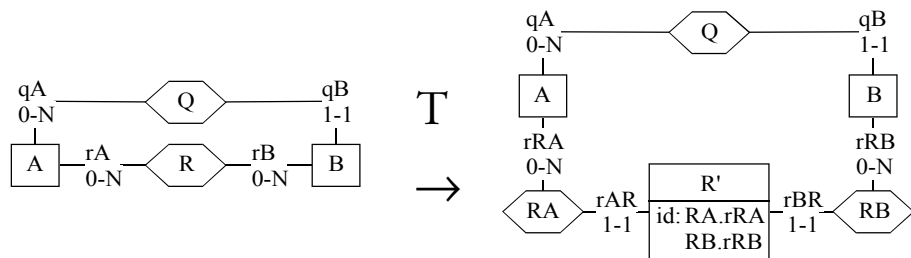 qA
0-N
Q
qB
1-1
A
rA
0-N
R
rB
0-N
B
T
→
qA
0-N
Q
qB
1-1
A
B
rRA
0-N
rRB
0-N
RA
rAR
1-1
R'
id: RA.rRA
RB.rRB
rBR
1-1
RB